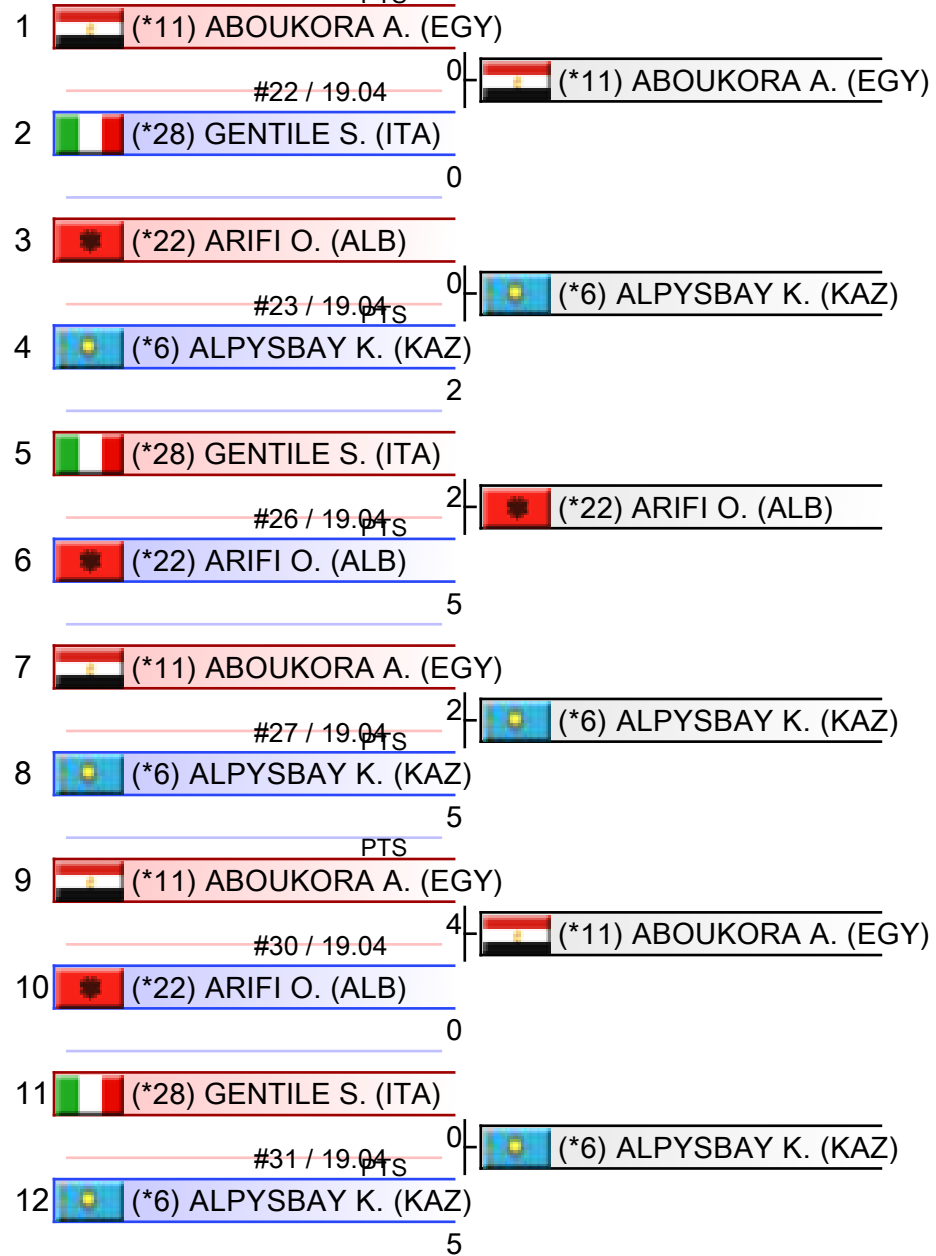 PTS
1 (*11) ABOUKORA A. (EGY)
0 (*11) ABOUKORA A. (EGY)
#22 / 19.04
2 (*28) GENTILE S. (ITA)
0
3 (*22) ARIFI O. (ALB)
0 (*6) ALPYSBAY K. (KAZ)
#23 / 19.04
PTS
4 (*6) ALPYSBAY K. (KAZ)
2
5 (*28) GENTILE S. (ITA)
2 (*22) ARIFI O. (ALB)
#26 / 19.04
PTS
6 (*22) ARIFI O. (ALB)
5
7 (*11) ABOUKORA A. (EGY)
2 (*6) ALPYSBAY K. (KAZ)
#27 / 19.04
PTS
8 (*6) ALPYSBAY K. (KAZ)
5
PTS
9 (*11) ABOUKORA A. (EGY)
4 (*11) ABOUKORA A. (EGY)
#30 / 19.04
10 (*22) ARIFI O. (ALB)
0
11 (*28) GENTILE S. (ITA)
0 (*6) ALPYSBAY K. (KAZ)
#31 / 19.04
PTS
12 (*6) ALPYSBAY K. (KAZ)
5